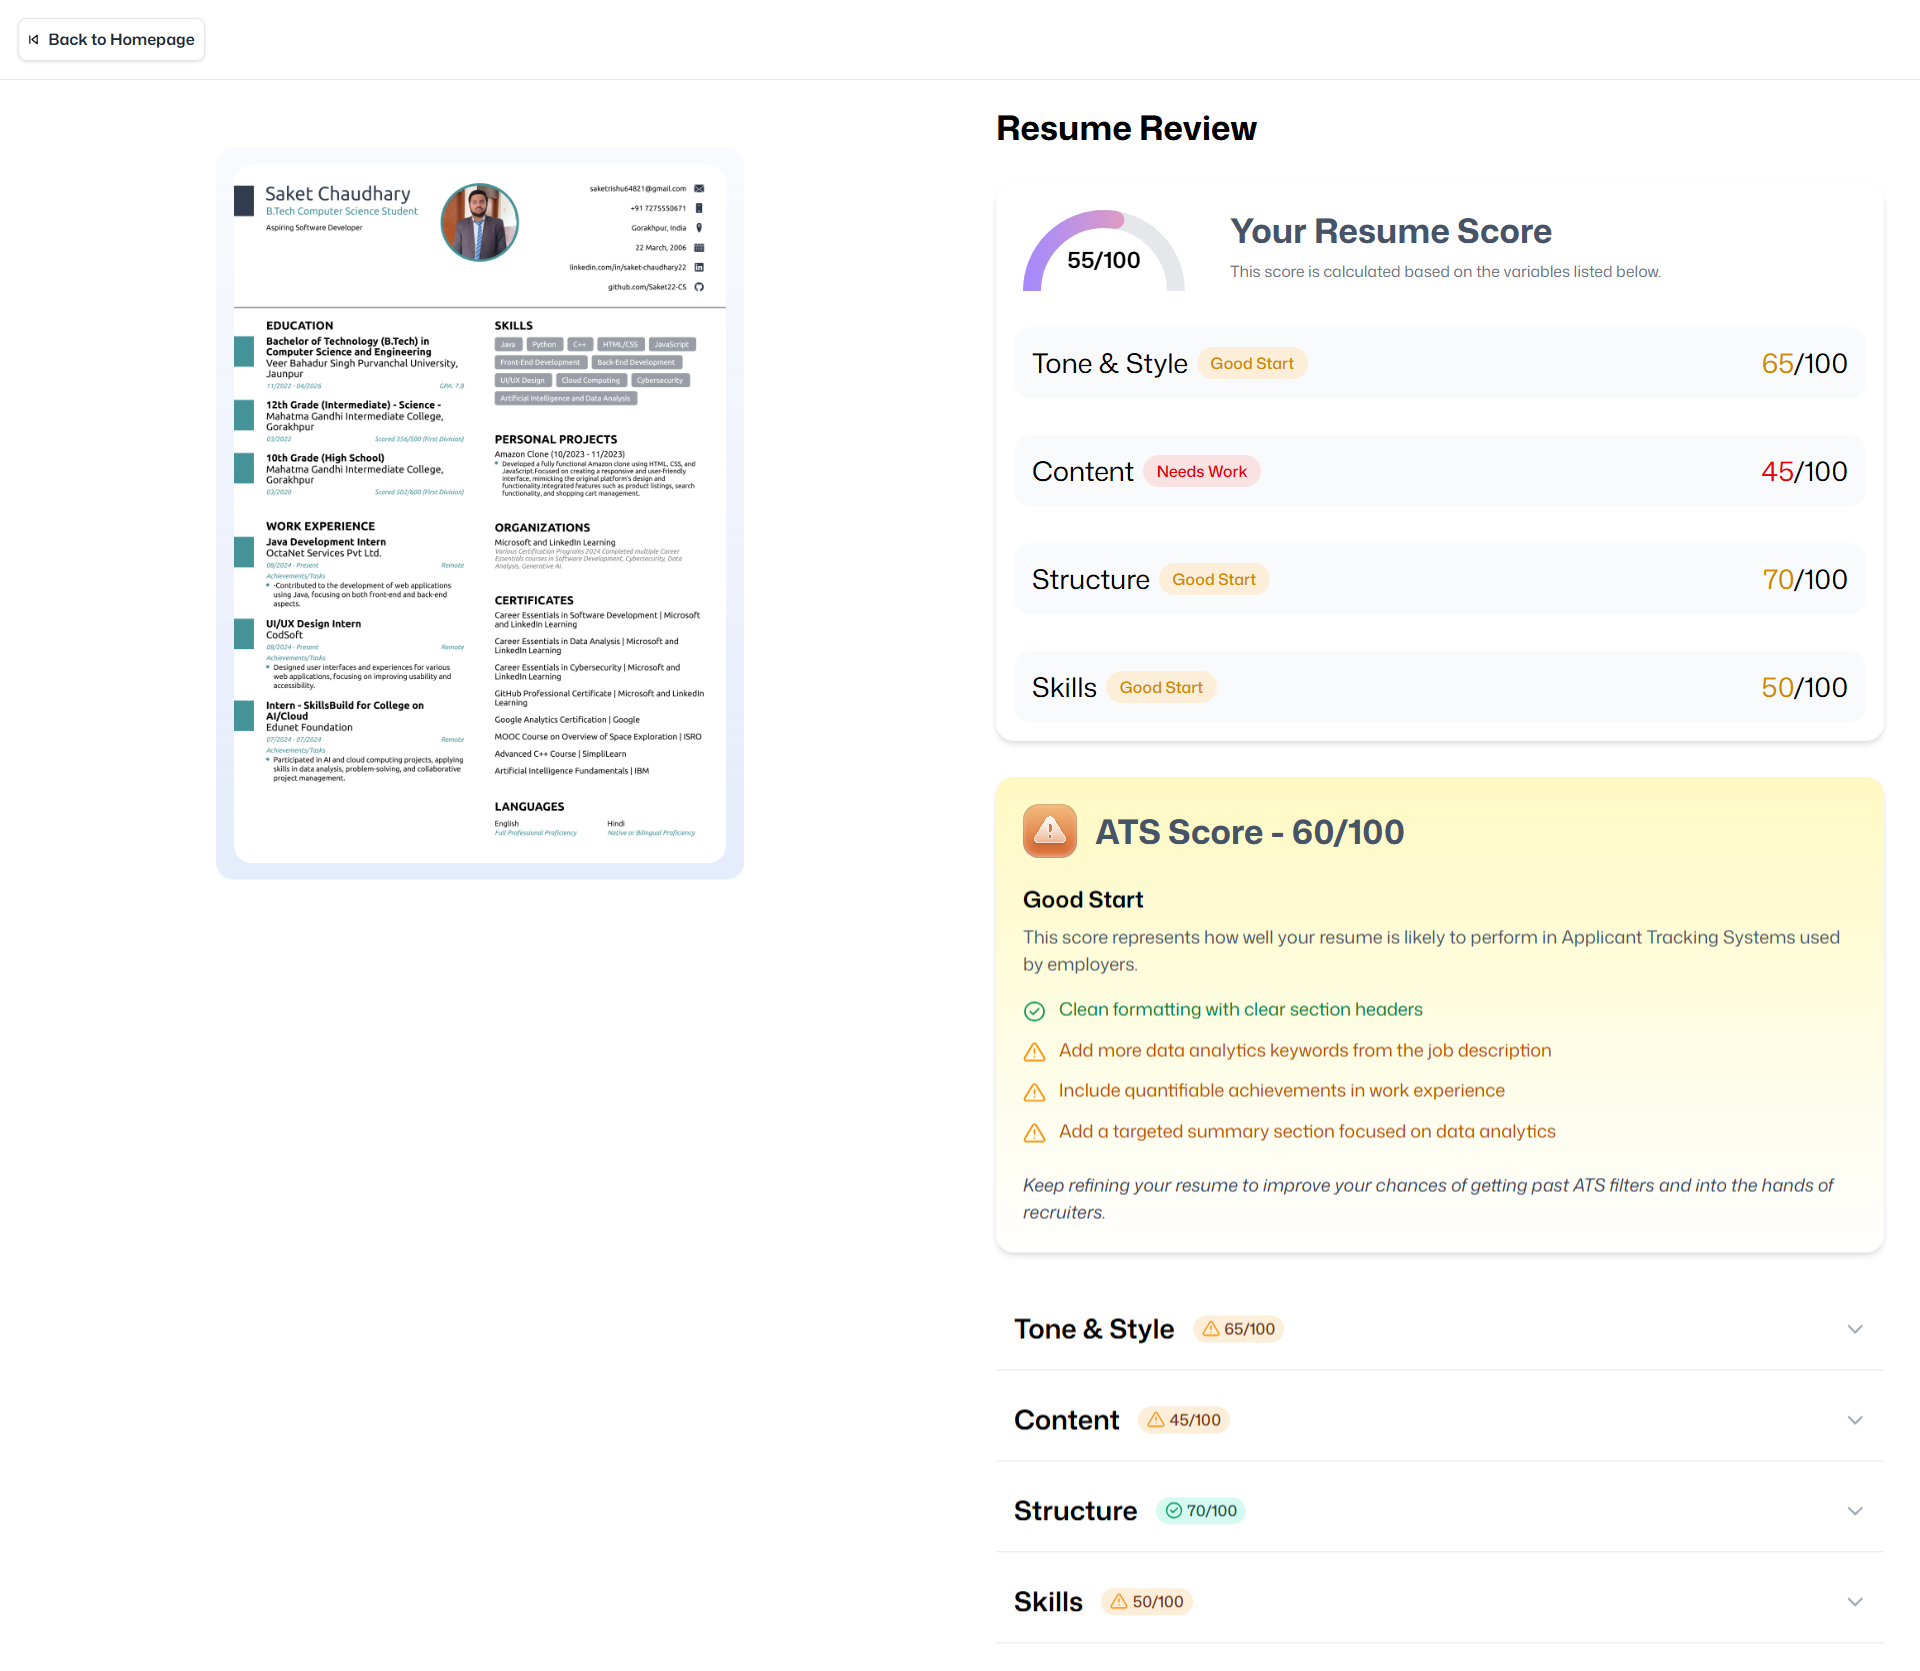 Back to Homepage
Saket Chaudhary
B.Tech Computer Science Student
Aspiring Software Developer
saketrishu64821@gmail.com
+91 7275550671
Gorakhpur, India
22 March, 2006
linkedin.com/in/saket-chaudhary22
github.com/Saket22-CS
EDUCATION
Bachelor of Technology (B.Tech) in
Computer Science and Engineering
Veer Bahadur Singh Purvanchal University,
Jaunpur
11/2022 - 04/2026 GPA: 7.8
12th Grade (Intermediate) - Science -
Mahatma Gandhi Intermediate College,
Gorakhpur
03/2022 Scored 356/500 (First Division)
10th Grade (High School)
Mahatma Gandhi Intermediate College,
Gorakhpur
03/2020 Scored 502/600 (First Division)
WORK EXPERIENCE
Java Development Intern
OctaNet Services Pvt Ltd.
08/2024 - Present Remote
Achievements/Tasks
-Contributed to the development of web applications
using Java, focusing on both front-end and back-end
aspects.
UI/UX Design Intern
CodSoft
08/2024 - Present Remote
Achievements/Tasks
Designed user interfaces and experiences for various
web applications, focusing on improving usability and
accessibility.
Intern - SkillsBuild for College on
AI/Cloud
Edunet Foundation
07/2024 - 07/2024 Remote
Achievements/Tasks
Participated in AI and cloud computing projects, applying
skills in data analysis, problem-solving, and collaborative
project management.
SKILLS
Java Python C++ HTML/CSS JavaScript
Front-End Development Back-End Development
UI/UX Design Cloud Computing Cybersecurity
Artificial Intelligence and Data Analysis
PERSONAL PROJECTS
Amazon Clone (10/2023 - 11/2023)
Developed a fully functional Amazon clone using HTML, CSS, and
JavaScript.Focused on creating a responsive and user-friendly
interface, mimicking the original platform's design and
functionality.Integrated features such as product listings, search
functionality, and shopping cart management.
ORGANIZATIONS
Microsoft and LinkedIn Learning
Various Certification Programs 2024 Completed multiple Career
Essentials courses in Software Development, Cybersecurity, Data
Analysis, Generative AI.
CERTIFICATES
Career Essentials in Software Development | Microsoft
and LinkedIn Learning
Career Essentials in Data Analysis | Microsoft and
LinkedIn Learning
Career Essentials in Cybersecurity | Microsoft and
LinkedIn Learning
GitHub Professional Certificate | Microsoft and LinkedIn
Learning
Google Analytics Certification | Google
MOOC Course on Overview of Space Exploration | ISRO
Advanced C++ Course | SimpliLearn
Artificial Intelligence Fundamentals | IBM
LANGUAGES
English Hindi
Full Professional Proficiency Native or Bilingual Proficiency
Resume Review
55/100
Your Resume Score
This score is calculated based on the variables listed below.
Tone & Style Good Start 65/100
Content Needs Work 45/100
Structure Good Start 70/100
Skills Good Start 50/100
ATS Score - 60/100
Good Start
This score represents how well your resume is likely to perform in Applicant Tracking Systems used
by employers.
Clean formatting with clear section headers
Add more data analytics keywords from the job description
Include quantifiable achievements in work experience
Add a targeted summary section focused on data analytics
Keep refining your resume to improve your chances of getting past ATS filters and into the hands of
recruiters.
Tone & Style 65/100
Content 45/100
Structure 70/100
Skills 50/100